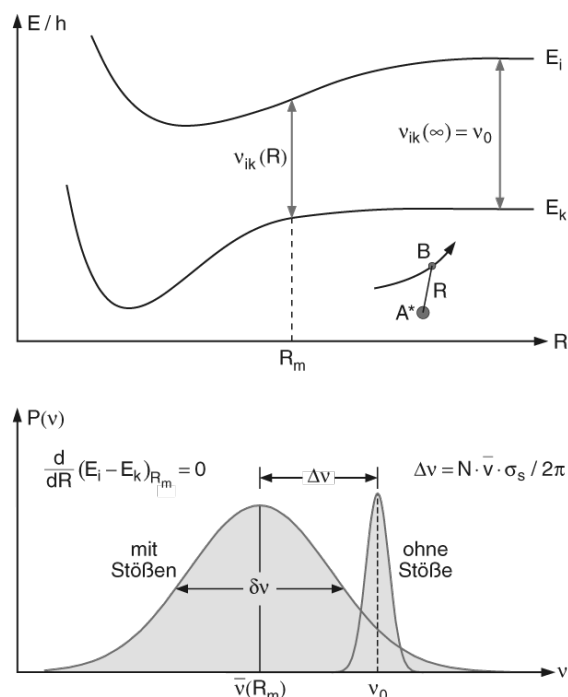 E / h
E_i
ν_ik(R)
ν_ik(∞) = ν_0
E_k
B
R
A*
R_m
R
P(ν)
d/dR (E_i – E_k)_R_m = 0
Δν
Δν = N · v̄ · σ_s / 2π
mit
Stößen
ohne
Stöße
δν
ν̄(R_m)
ν_0
ν